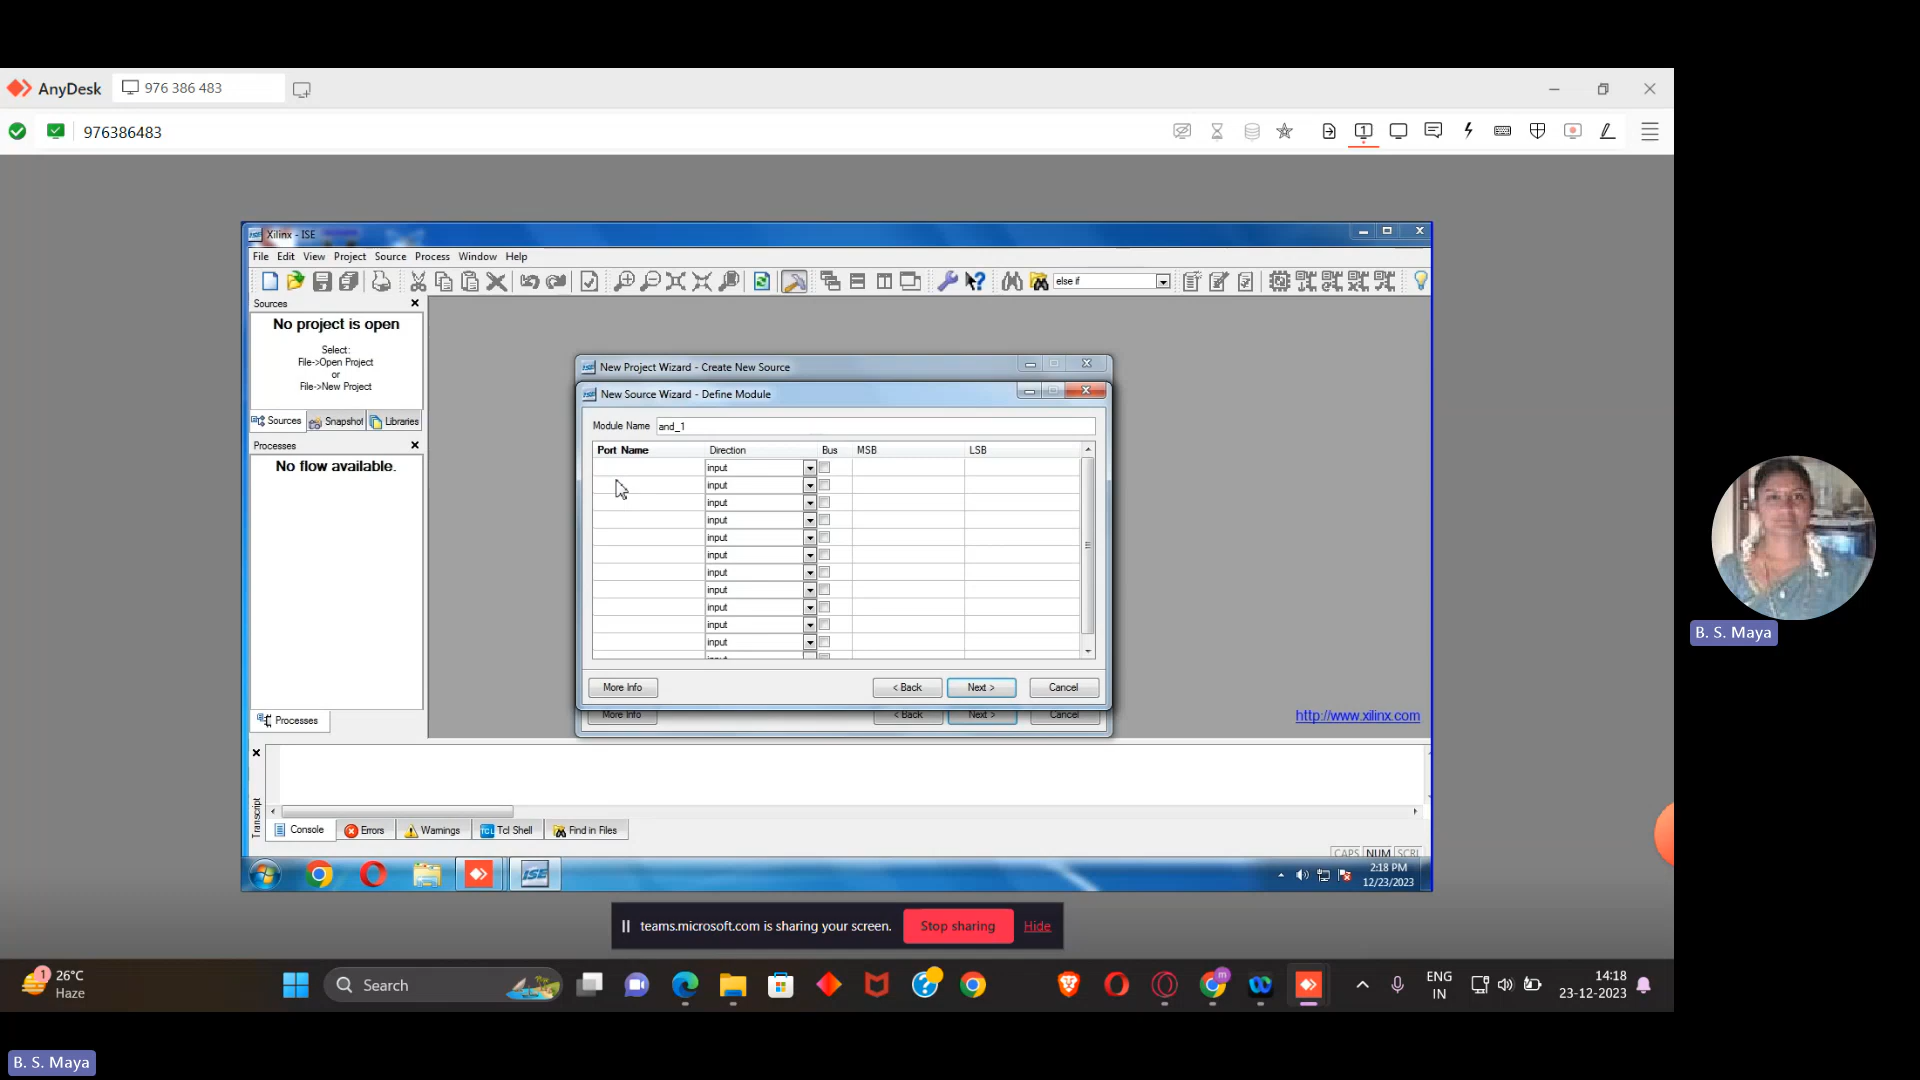 AnyDesk
976 386 483
976386483
Xilinx - ISE
File Edit View Project Source Process Window Help
else if
Sources
No project is open
Select:
File->Open Project
or
File->New Project
Sources Snapshot Libraries
Processes
No flow available.
Processes
New Project Wizard - Create New Source
New Source Wizard - Define Module
Module Name and_1
Port Name Direction Bus MSB LSB
input
input
input
input
input
input
input
input
input
input
input
input
More Info < Back Next > Cancel
More Info < Back Next > Cancel
http://www.xilinx.com
Transcript
Console Errors Warnings Tcl Shell Find in Files
CAPS NUM SCRL
ISE
2:18 PM
12/23/2023
teams.microsoft.com is sharing your screen. Stop sharing Hide
1
26°C
Haze
Search
ENG
IN
14:18
23-12-2023
B. S. Maya
B. S. Maya